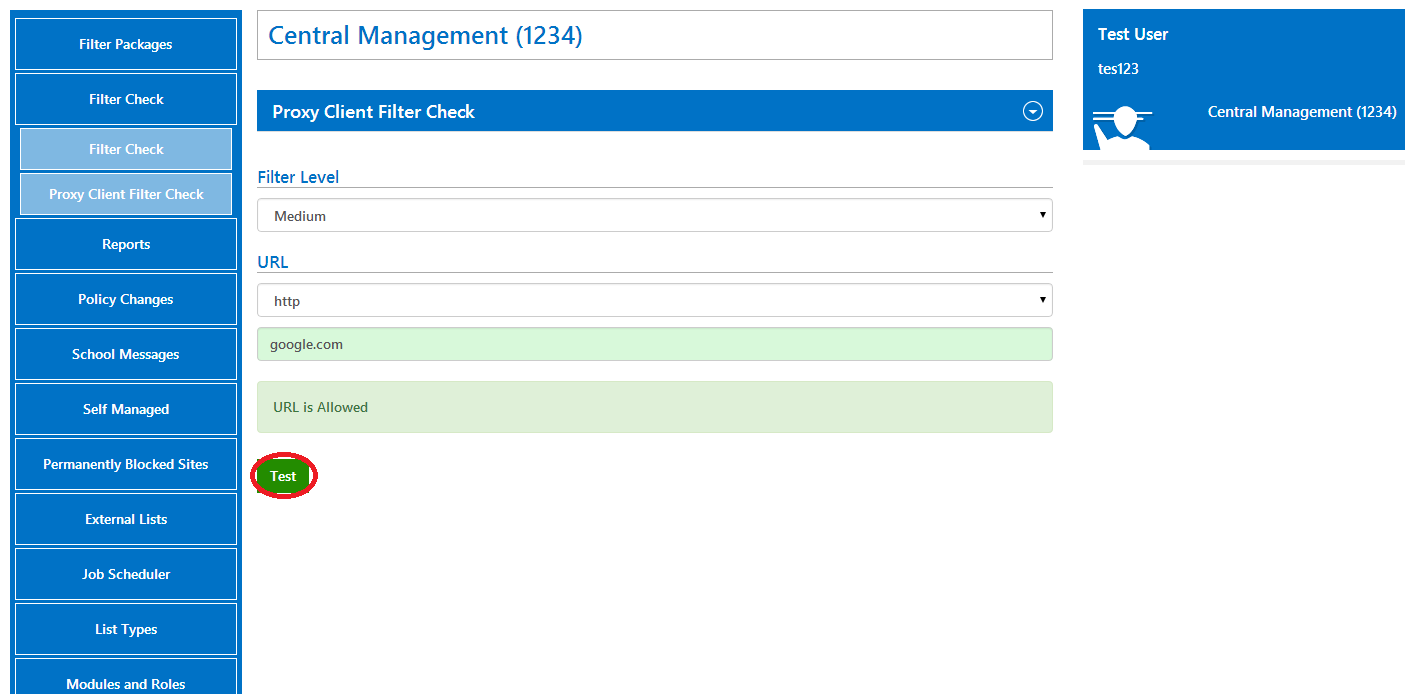 Filter Packages
Filter Check
Filter Check
Proxy Client Filter Check
Reports
Policy Changes
School Messages
Self Managed
Permanently Blocked Sites
External Lists
Job Scheduler
List Types
Modules and Roles
Central Management (1234)
Proxy Client Filter Check
Filter Level
Medium
URL
http
google.com
URL is Allowed
Test
Test User
tes123
Central Management (1234)